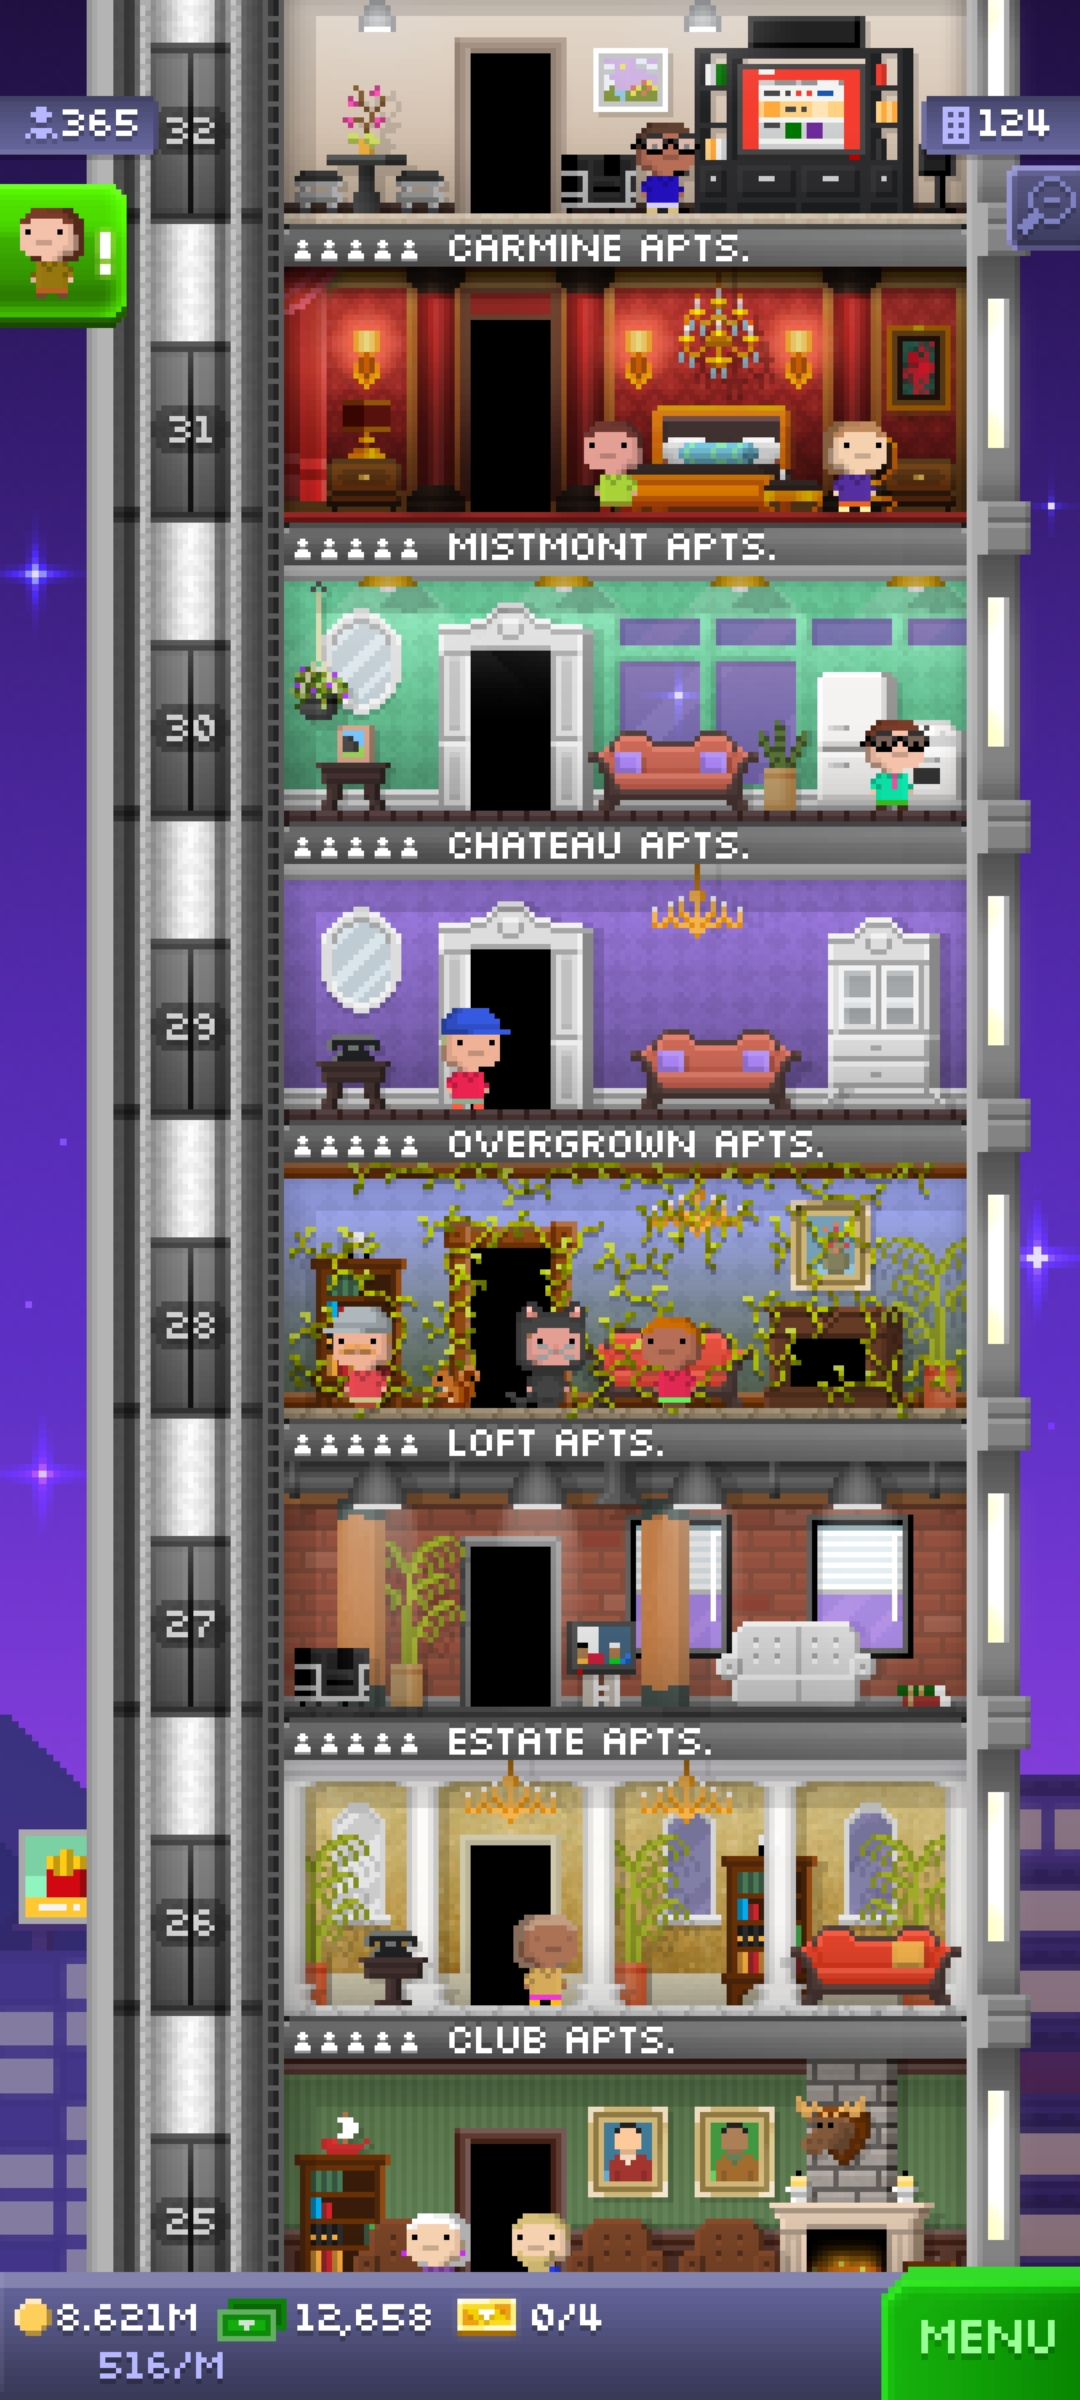 365
32
124
!
CARMINE APTS.
31
MISTMONT APTS.
30
CHATEAU APTS.
29
OVERGROWN APTS.
28
LOFT APTS.
27
ESTATE APTS.
26
CLUB APTS.
25
8.621M 12,658 0/4
516/M
MENU